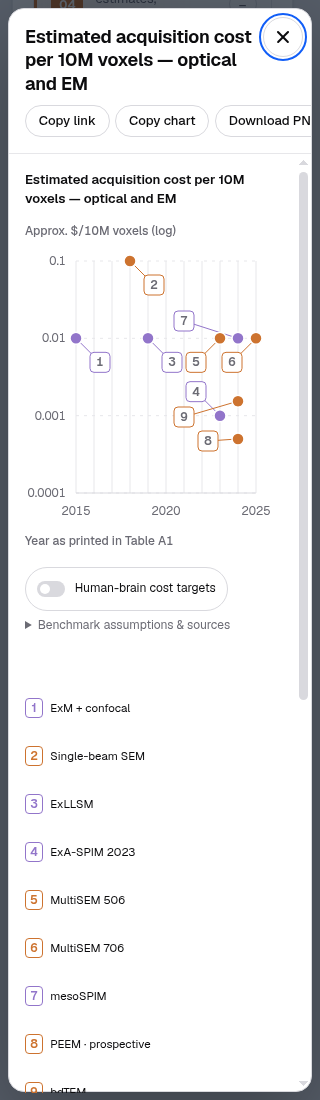 04
estimates,
Estimated acquisition cost
per 10M voxels — optical
and EM
Copy link
Copy chart
Download PN
Estimated acquisition cost per 10M
voxels — optical and EM
Approx. $/10M voxels (log)
0.1
2
7
0.01
1
3
5
6
4
0.001
9
8
0.0001
2015
2020
2025
Year as printed in Table A1
Human-brain cost targets
Benchmark assumptions & sources
1 ExM + confocal
2 Single-beam SEM
3 ExLLSM
4 ExA-SPIM 2023
5 MultiSEM 506
6 MultiSEM 706
7 mesoSPIM
8 PEEM · prospective
9 bdTEM